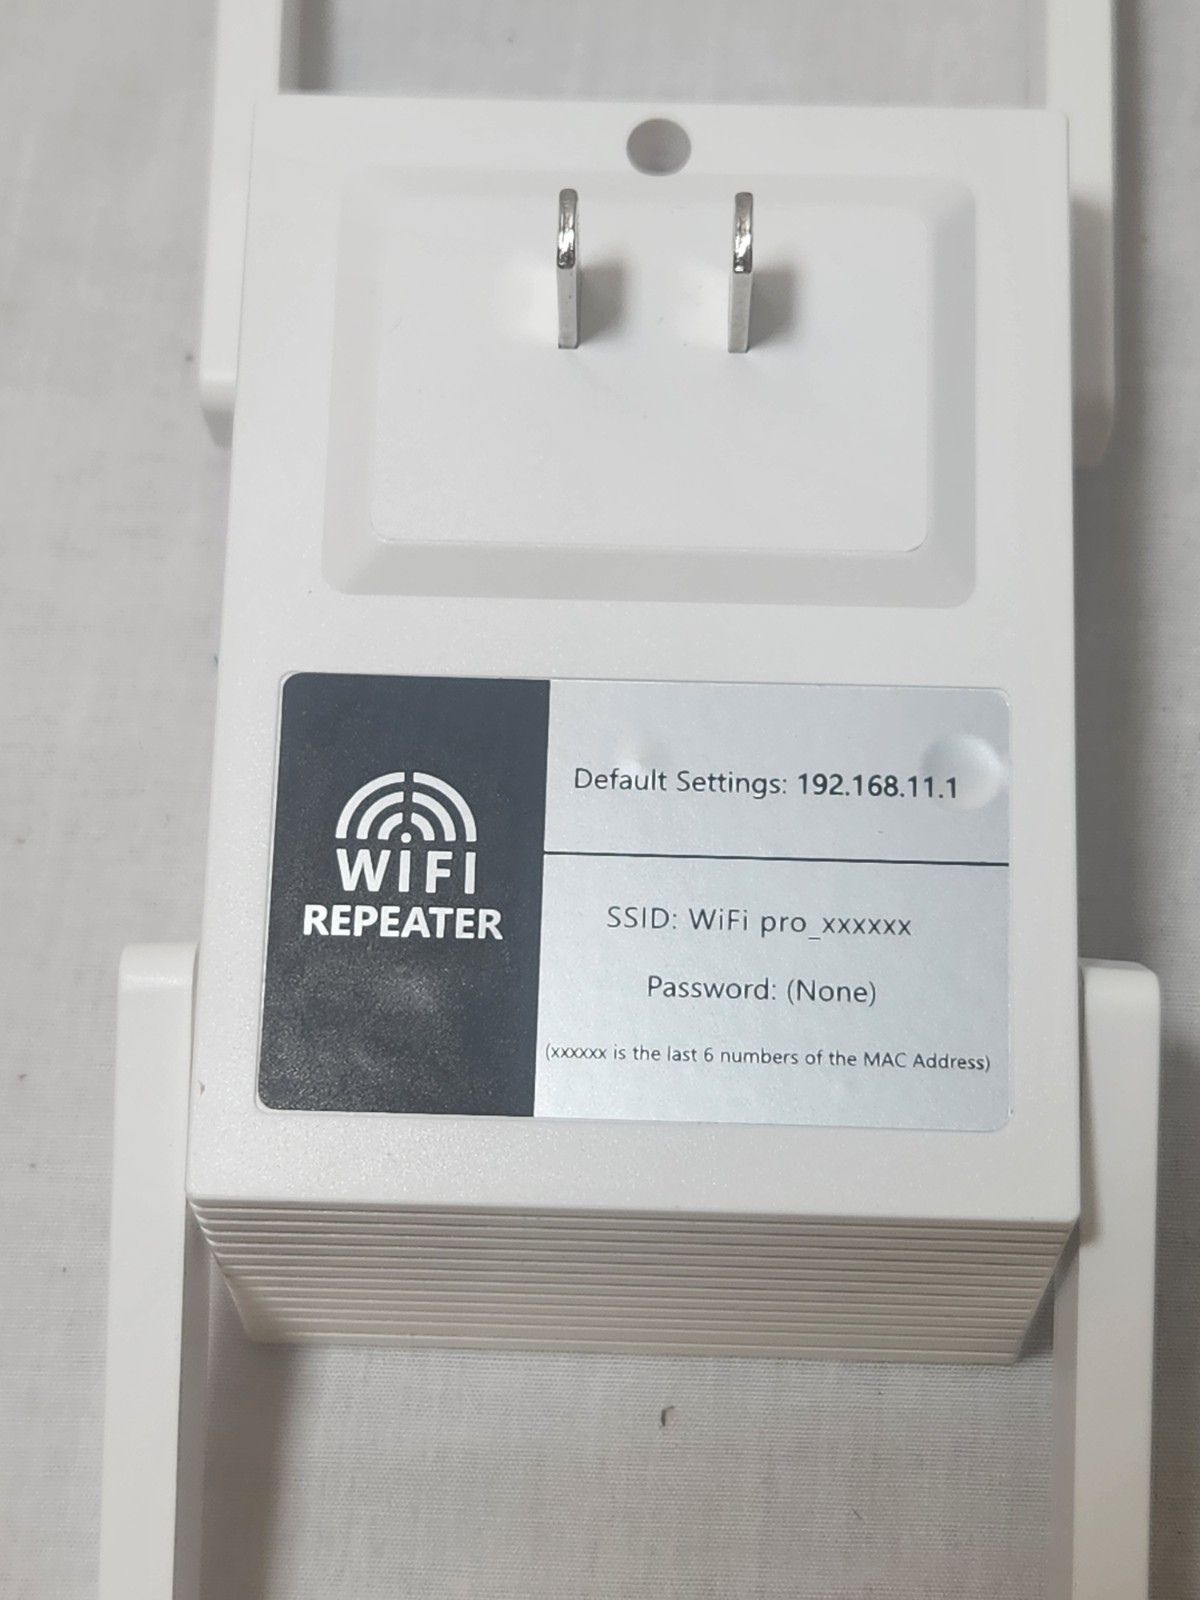 WiFi
REPEATER
Default Settings: 192.168.11.1
SSID: WiFi pro_xxxxxx
Password: (None)
(xxxxxx is the last 6 numbers of the MAC Address)